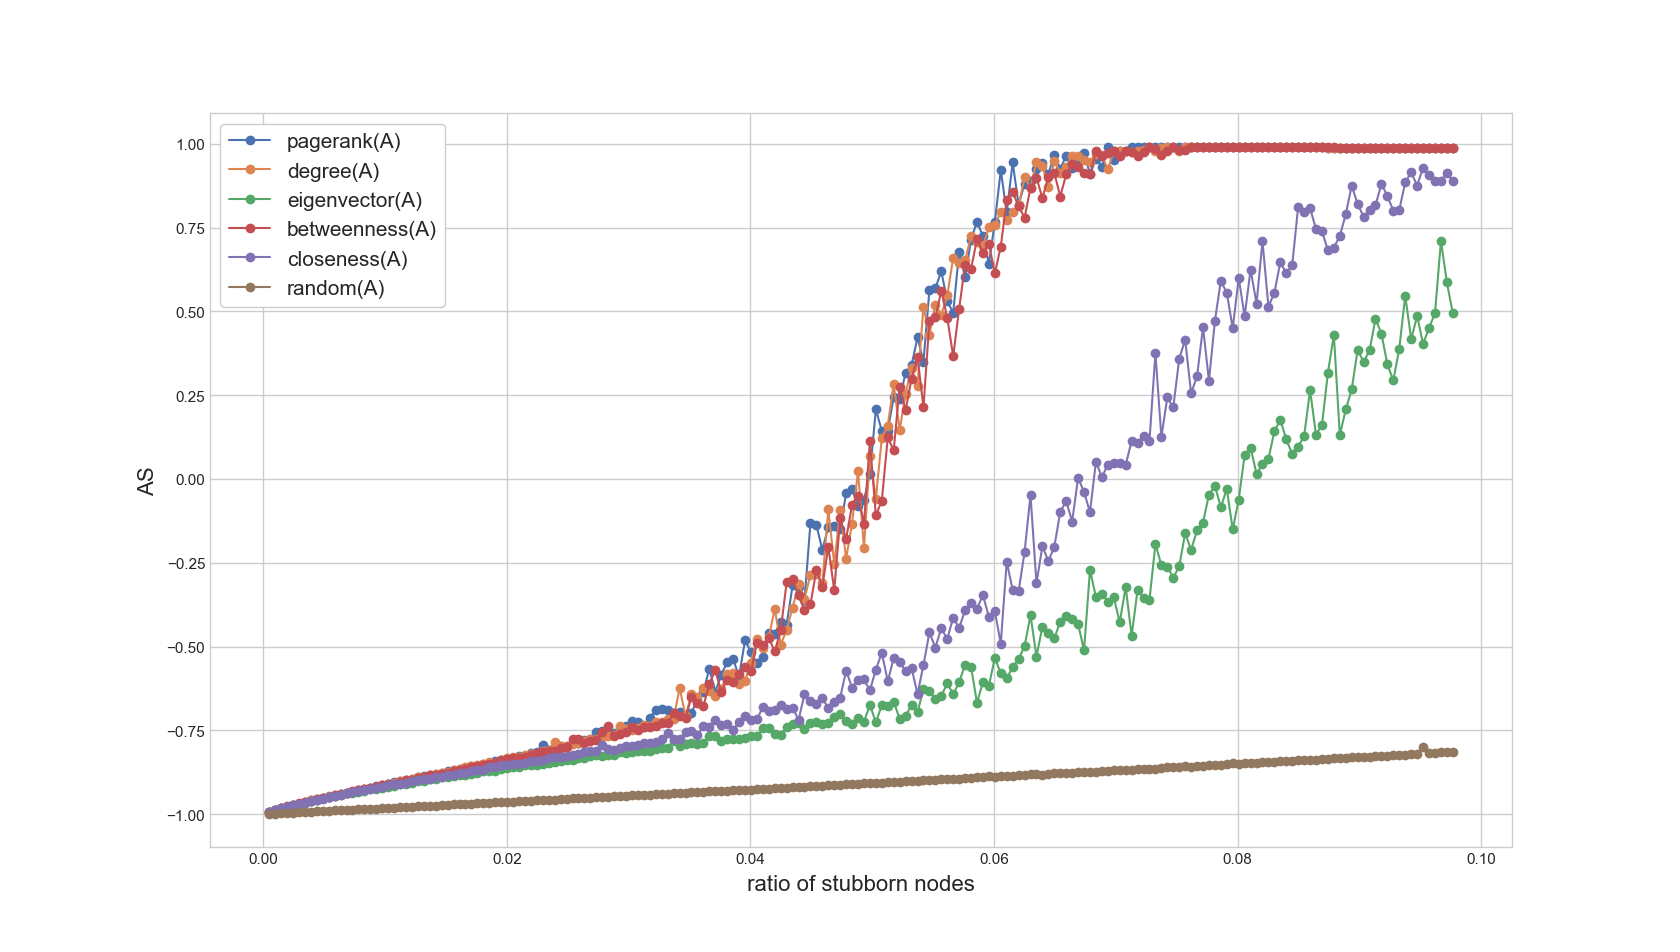 pagerank(A)
degree(A)
eigenvector(A)
betweenness(A)
closeness(A)
random(A)
1.00
0.75
0.50
0.25
0.00
−0.25
−0.50
−0.75
−1.00
AS
0.00 0.02 0.04 0.06 0.08 0.10
ratio of stubborn nodes